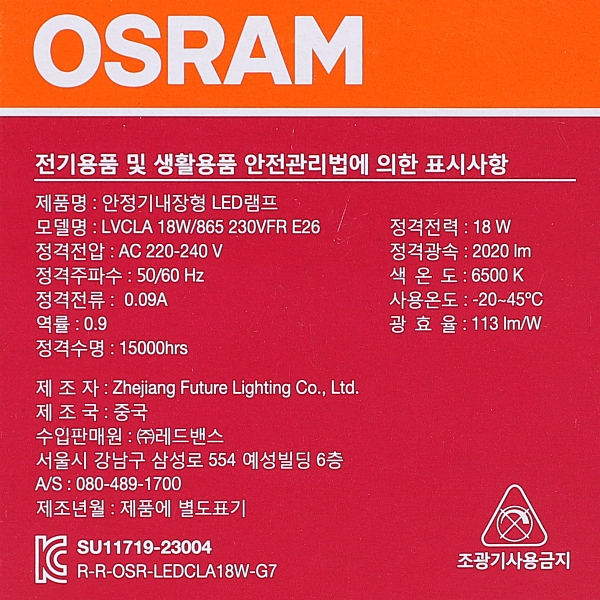 OSRAM
전기용품 및 생활용품 안전관리법에 의한 표시사항
제품명 : 안정기내장형 LED램프
모델명 : LVCLA 18W/865 230VFR E26
정격전압 : AC 220-240 V
정격주파수 : 50/60 Hz
정격전류 : 0.09A
역률 : 0.9
정격수명 : 15000hrs
정격전력 : 18 W
정격광속 : 2020 lm
색 온 도 : 6500 K
사용온도 : -20~45℃
광 효 율 : 113 lm/W
제 조 자 : Zhejiang Future Lighting Co., Ltd.
제 조 국 : 중국
수입판매원 : ㈜레드밴스
서울시 강남구 삼성로 554 예성빌딩 6층
A/S : 080-489-1700
제조년월 : 제품에 별도표기
SU11719-23004
R-R-OSR-LEDCLA18W-G7
조광기사용금지